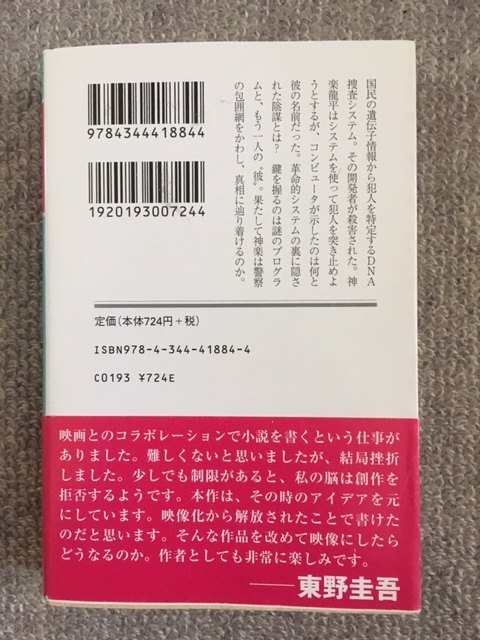 国民の遺伝子情報から犯人を特定するDNA
捜査システム。その開発者が殺害された。神
楽龍平はシステムを使って犯人を突き止めよ
うとするが、コンピュータが示したのは何と
彼の名前だった。革命的システムの裏に隠さ
れた陰謀とは？　鍵を握るのは謎のプログラ
ムと、もう一人の〝彼〟。果たして神楽は警察
の包囲網をかわし、真相に辿り着けるのか。
9784344418844
1920193007244
定価（本体724円＋税）
ISBN978-4-344-41884-4
C0193 ¥724E
映画とのコラボレーションで小説を書くという仕事が
ありました。難しくないと思いましたが、結局挫折
しました。少しでも制限があると、私の脳は創作を
拒否するようです。本作は、その時のアイデアを元
にしています。映像化から解放されたことで書けた
のだと思います。そんな作品を改めて映像にしたら
どうなるのか。作者としても非常に楽しみです。
——東野圭吾